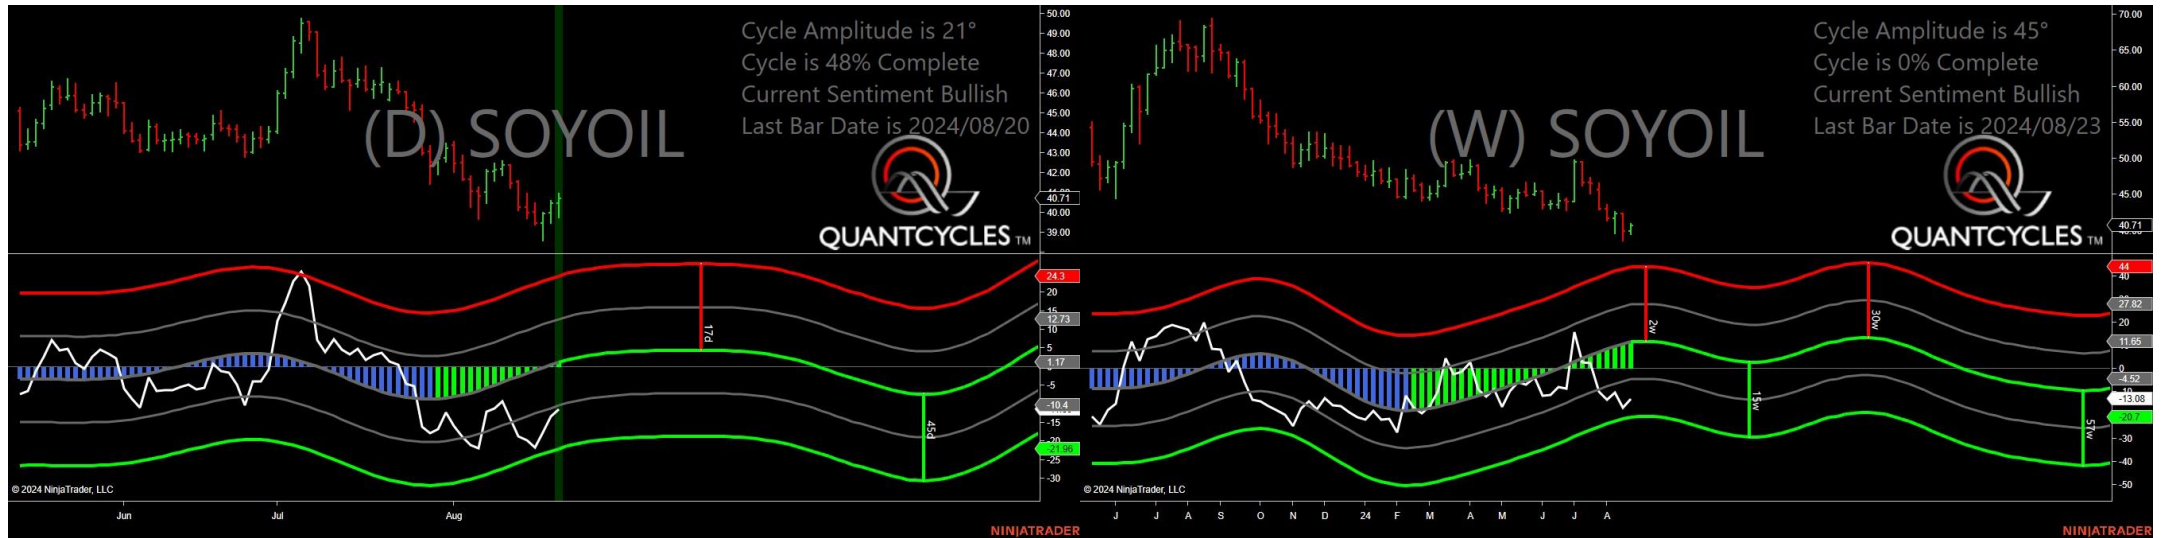 Cycle Amplitude is 21°
Cycle is 48% Complete
Current Sentiment Bullish
Last Bar Date is 2024/08/20
(D) SOYOIL
QUANTCYCLES TM
50.00
49.00
48.00
47.00
46.00
45.00
44.00
43.00
42.00
40.71
40.00
39.00
24.3
20
15
12.73
10
5
1.17
-5
-10.4
-15
-20
-21.96
-25
-30
17d
45d
© 2024 NinjaTrader, LLC
Jun Jul Aug
NINJATRADER
Cycle Amplitude is 45°
Cycle is 0% Complete
Current Sentiment Bullish
Last Bar Date is 2024/08/23
(W) SOYOIL
QUANTCYCLES TM
70.00
65.00
60.00
55.00
50.00
45.00
40.71
44
40
27.82
20
11.65
0
-4.52
-13.08
-20.7
-30
-40
-50
2w
15w
30w
57w
© 2024 NinjaTrader, LLC
J J A S O N D 24 F M A M J J A
NINJATRADER